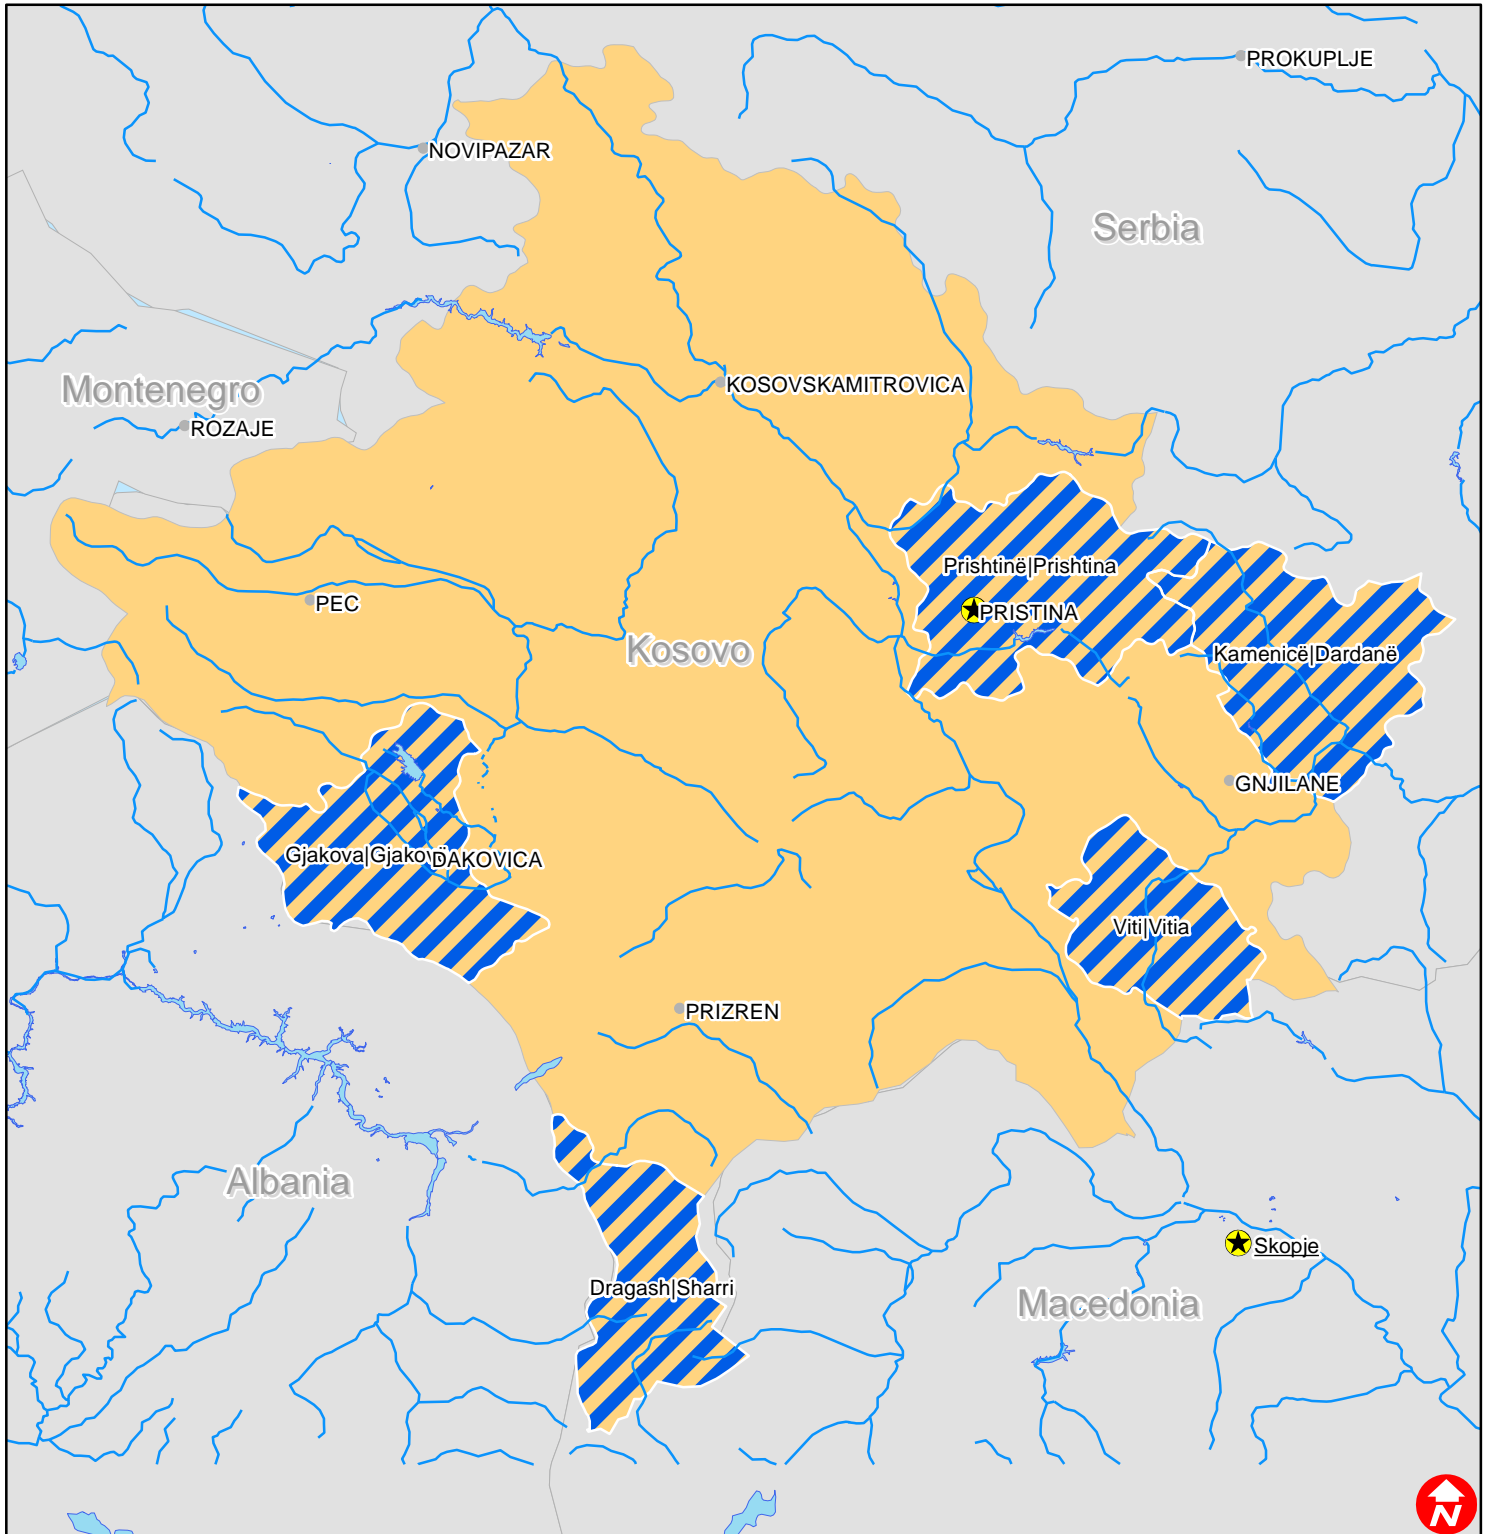 PROKUPLJE
NOVIPAZAR
Serbia
KOSOVSKAMITROVICA
Montenegro
ROZAJE
Prishtinë|Prishtina
PEC
PRISTINA
Kosovo
Kamenicë|Dardanë
GNJILANE
Gjakova|Gjakov
DAKOVICA
Viti|Vitia
PRIZREN
Albania
Skopje
Dragash|Sharri
Macedonia
N